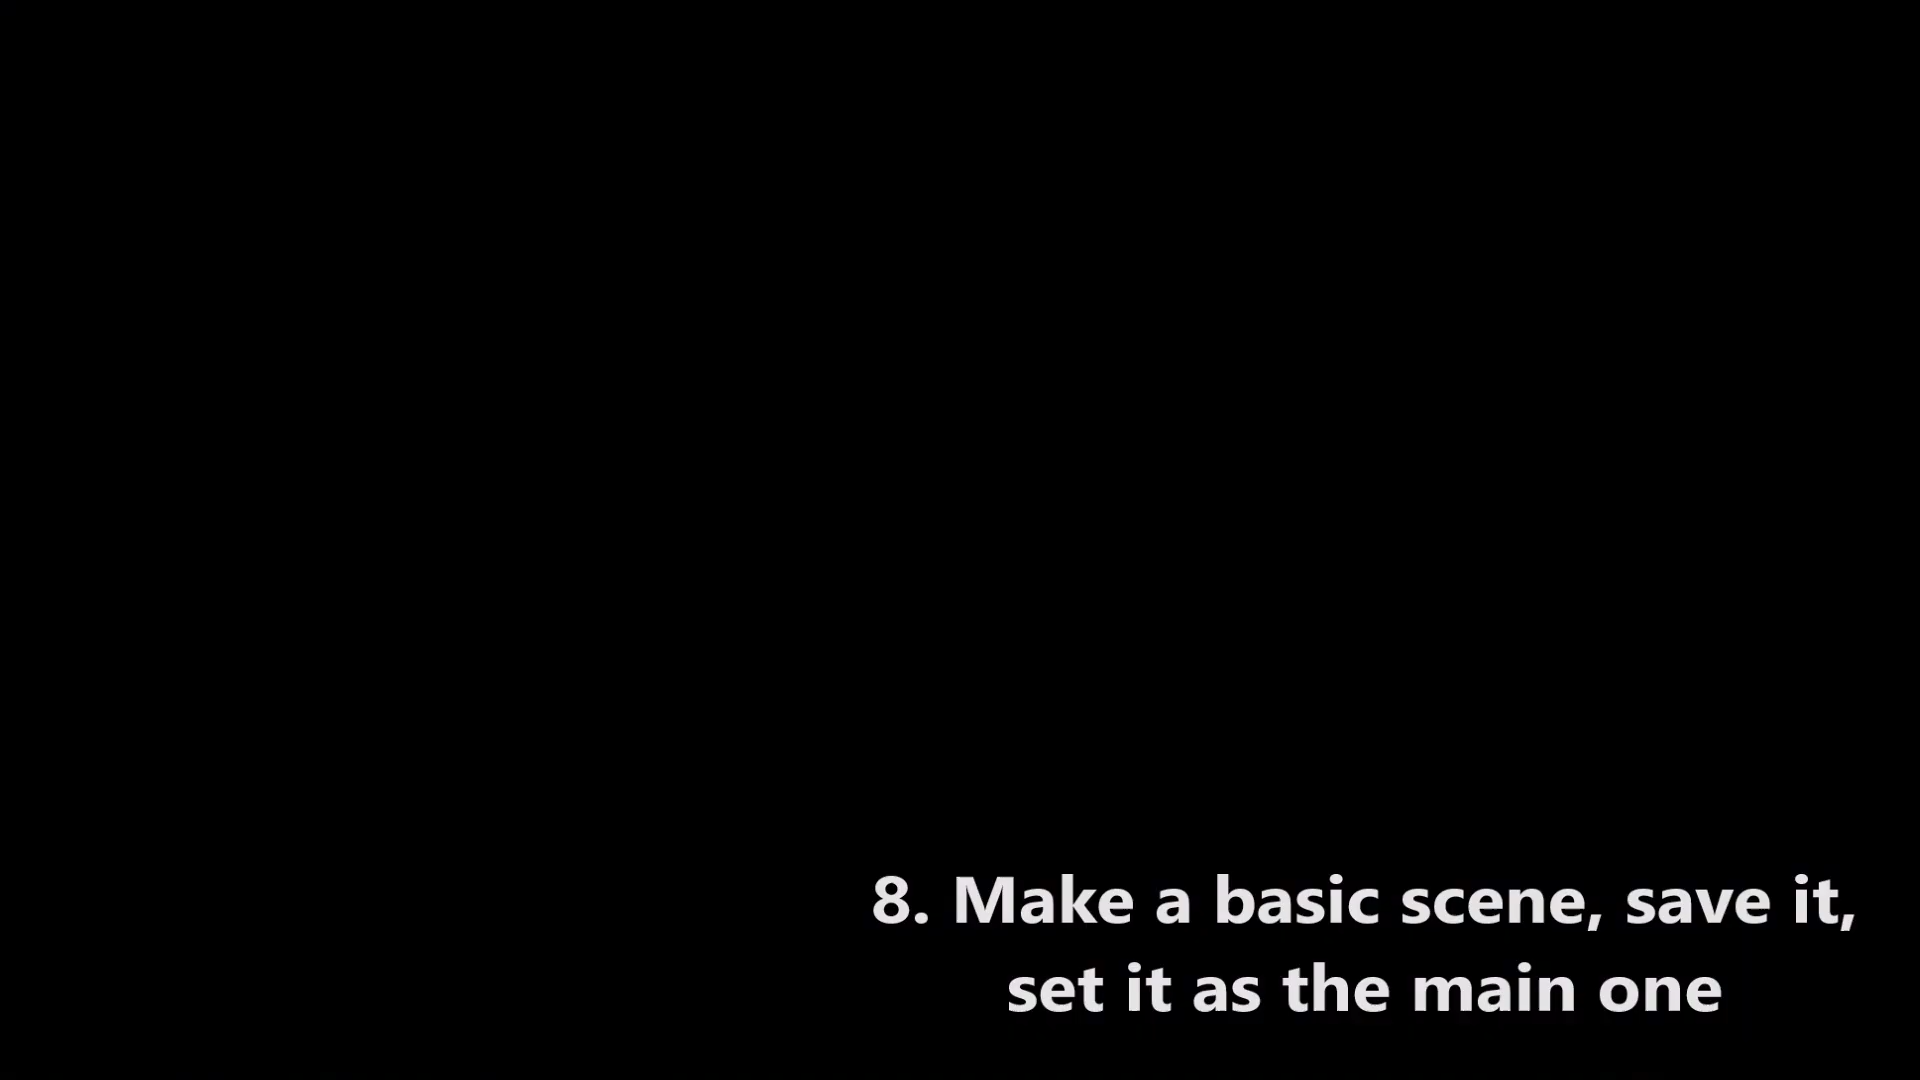 8. Make a basic scene, save it,
set it as the main one